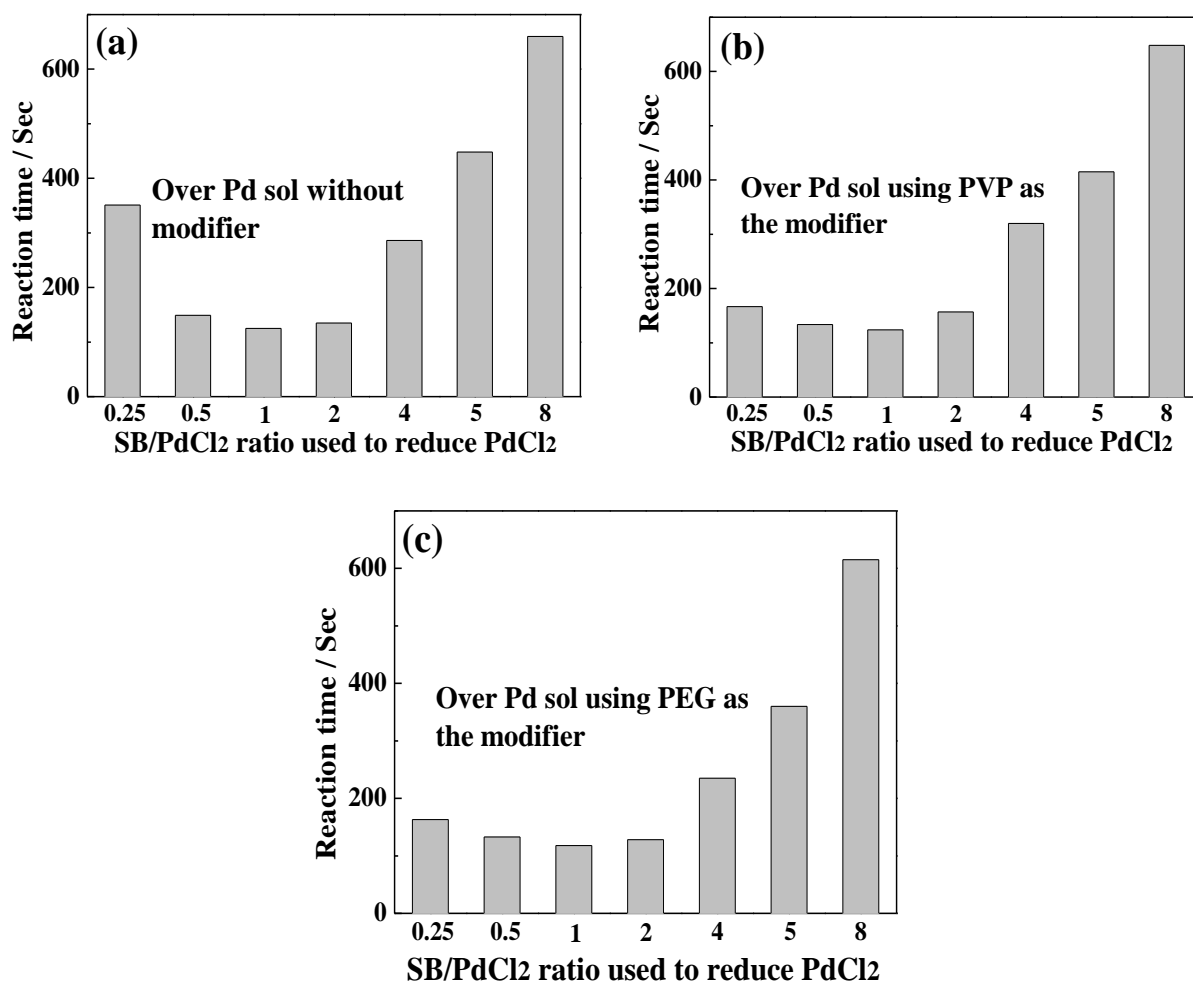 (a)
600
400
200
0
Reaction time / Sec
Over Pd sol without
modifier
0.25 0.5 1 2 4 5 8
SB/PdCl2 ratio used to reduce PdCl2
(b)
600
400
200
0
Reaction time / Sec
Over Pd sol using PVP as
the modifier
0.25 0.5 1 2 4 5 8
SB/PdCl2 ratio used to reduce PdCl2
(c)
600
400
200
0
Reaction time / Sec
Over Pd sol using PEG as
the modifier
0.25 0.5 1 2 4 5 8
SB/PdCl2 ratio used to reduce PdCl2